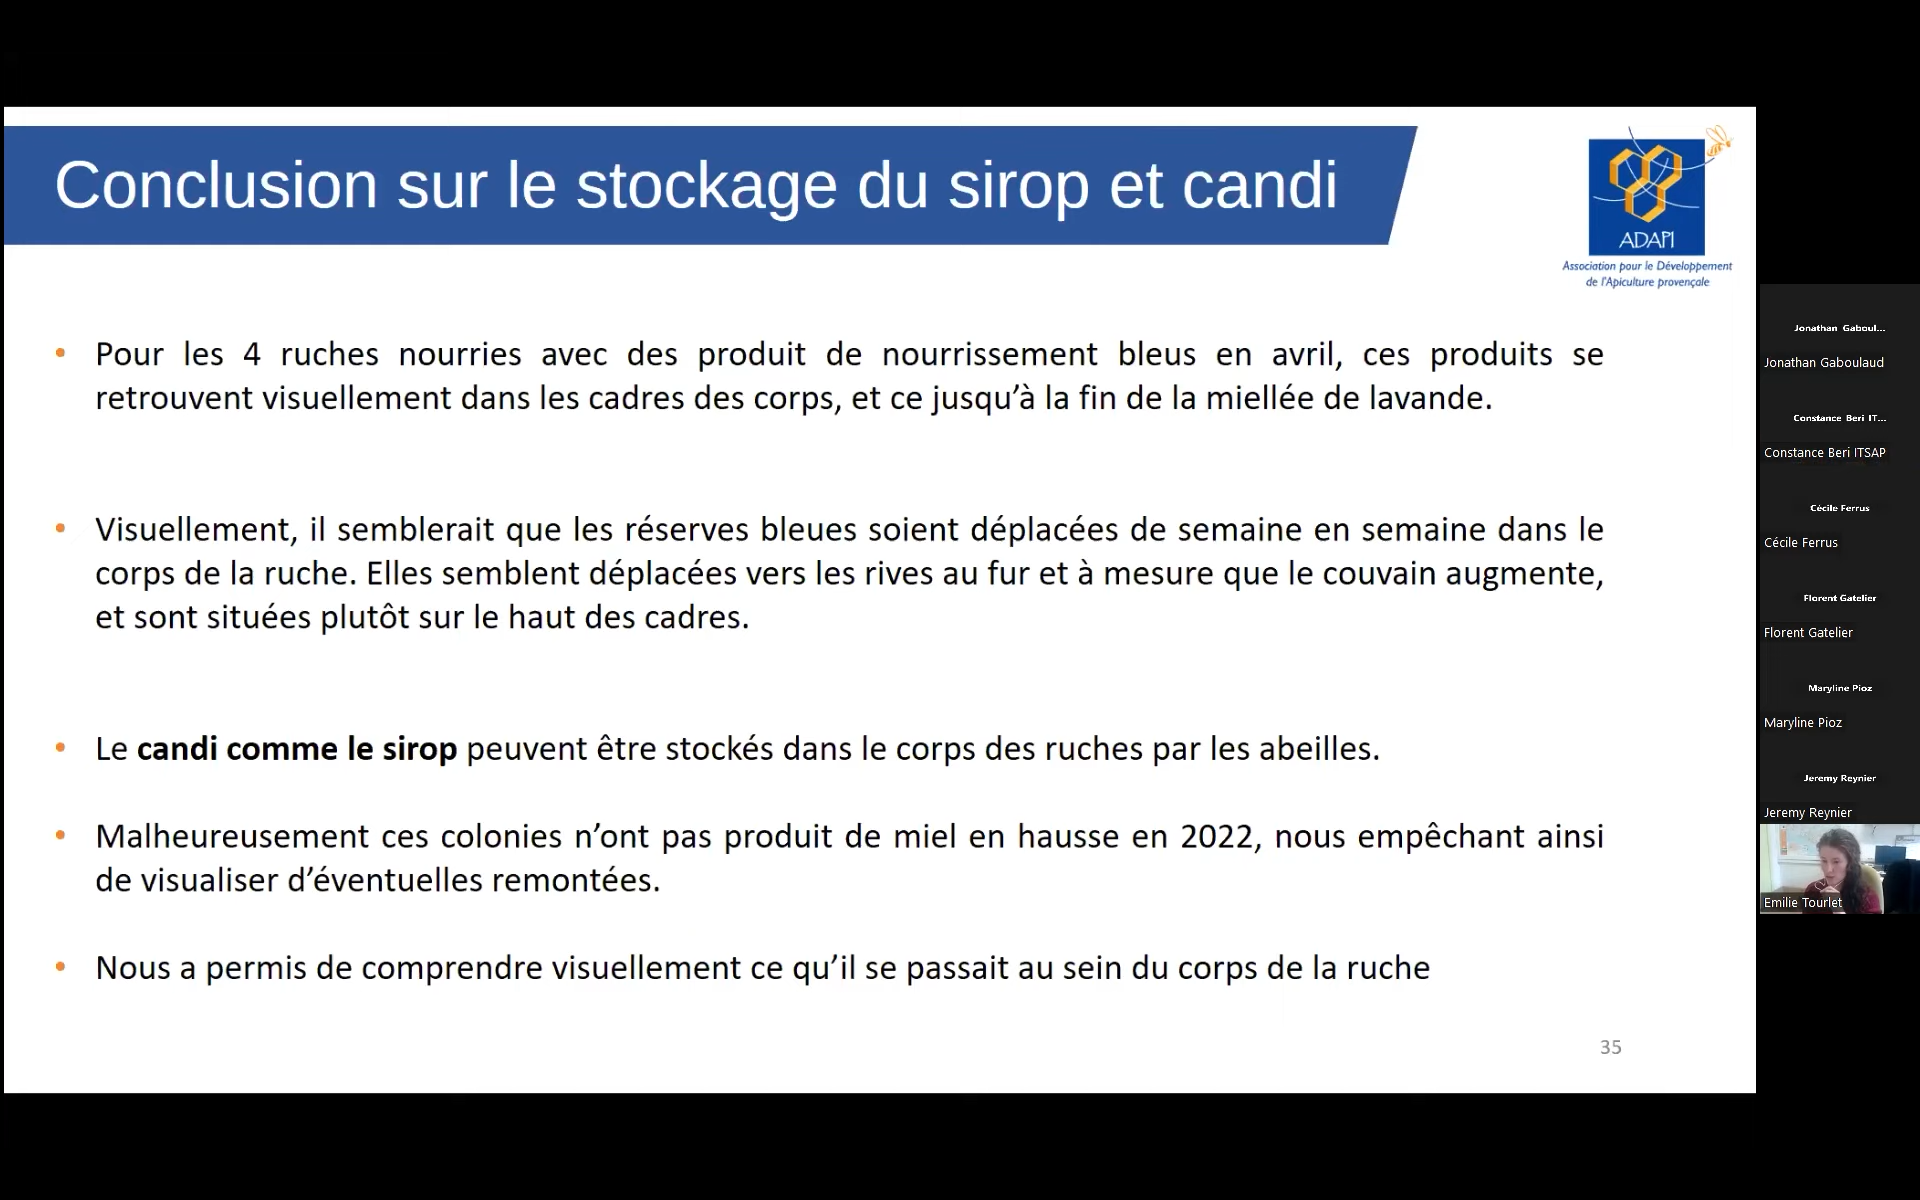 Conclusion sur le stockage du sirop et candi
ADAPI
Association pour le Développement
de l'Apiculture provençale
• Pour les 4 ruches nourries avec des produit de nourrissement bleus en avril, ces produits se
retrouvent visuellement dans les cadres des corps, et ce jusqu’à la fin de la miellée de lavande.
• Visuellement, il semblerait que les réserves bleues soient déplacées de semaine en semaine dans le
corps de la ruche. Elles semblent déplacées vers les rives au fur et à mesure que le couvain augmente,
et sont situées plutôt sur le haut des cadres.
• Le candi comme le sirop peuvent être stockés dans le corps des ruches par les abeilles.
• Malheureusement ces colonies n’ont pas produit de miel en hausse en 2022, nous empêchant ainsi
de visualiser d’éventuelles remontées.
• Nous a permis de comprendre visuellement ce qu’il se passait au sein du corps de la ruche
35
Jonathan Gaboul...
Jonathan Gaboulaud
Constance Beri IT...
Constance Beri ITSAP
Cécile Ferrus
Cécile Ferrus
Florent Gatelier
Florent Gatelier
Maryline Pioz
Maryline Pioz
Jeremy Reynier
Jeremy Reynier
Emilie Tourlet